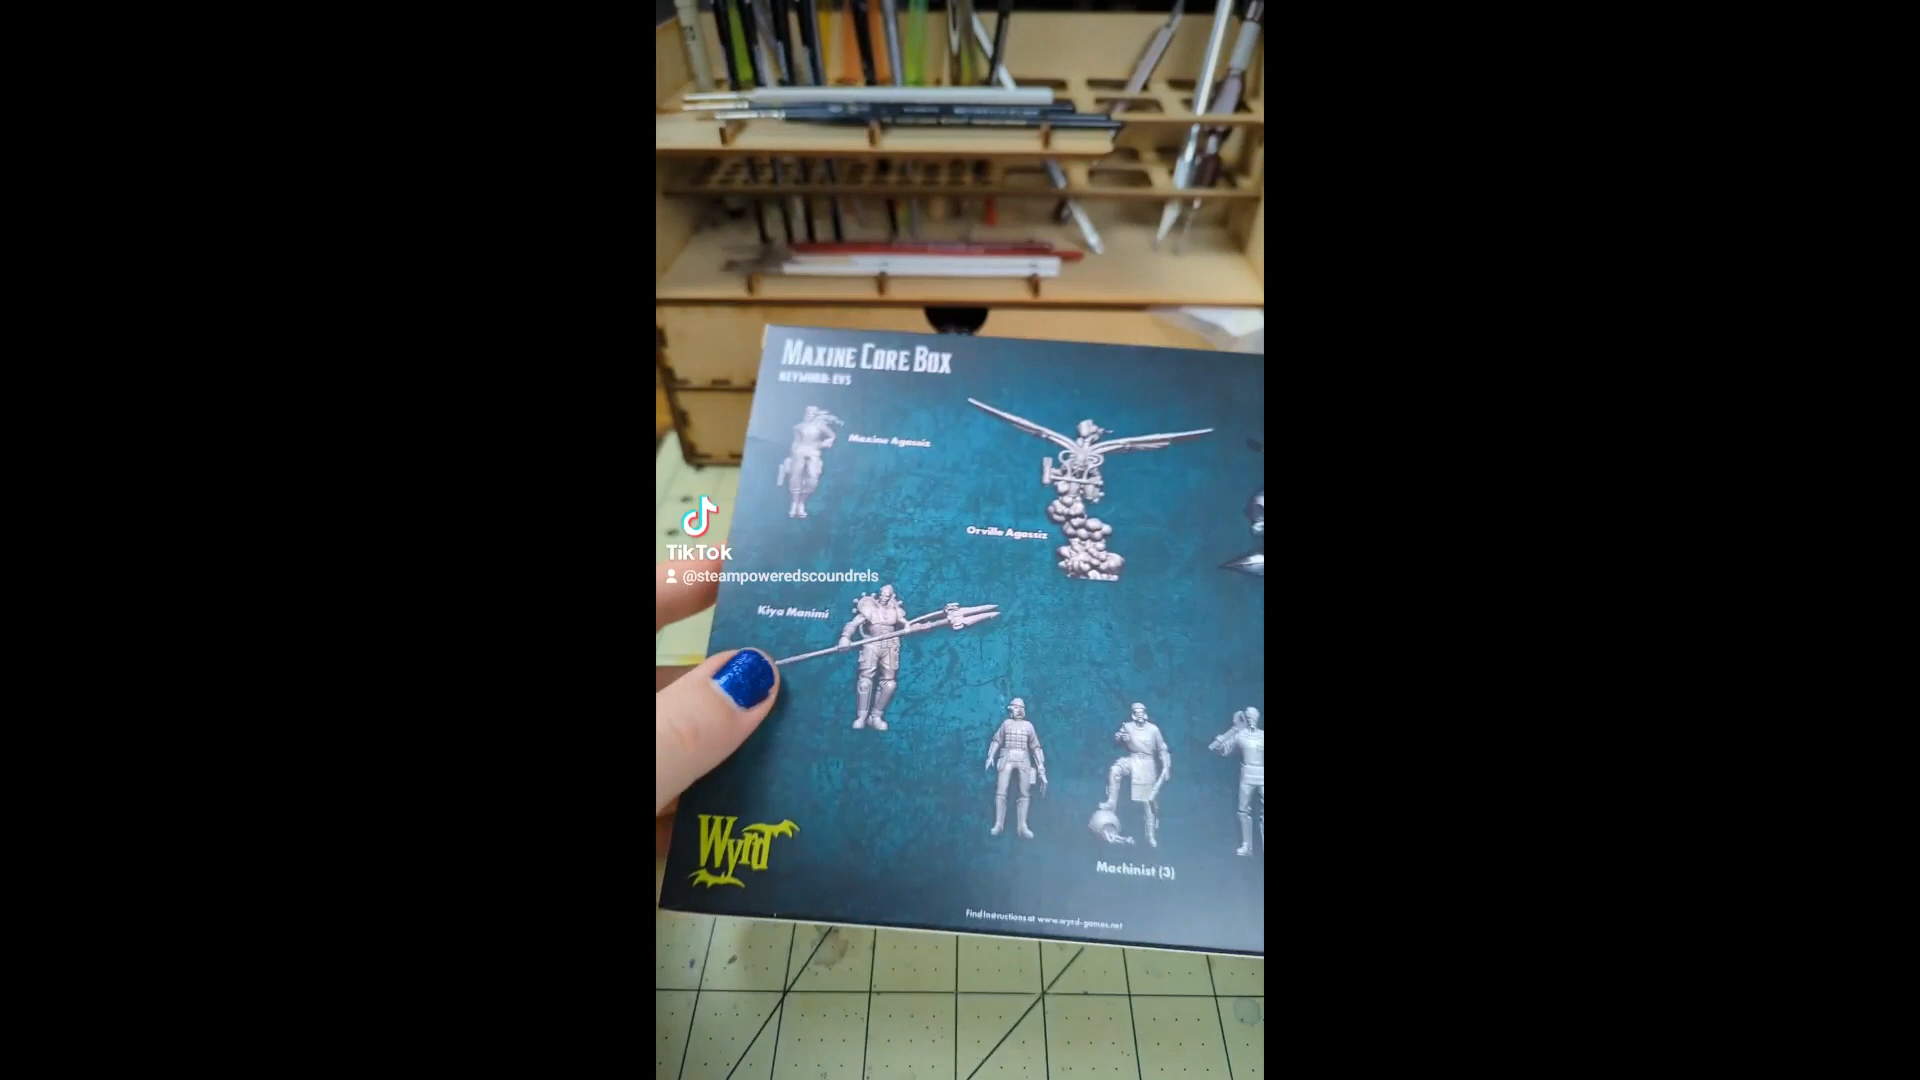 Maxine Core Box
Keyword: EVS
Maxine Agassiz
Orville Agassiz
TikTok
@steampoweredscoundrels
Kiya Manimi
Wyrd
Machinist (3)
Find Instructions at www.wyrd-games.net